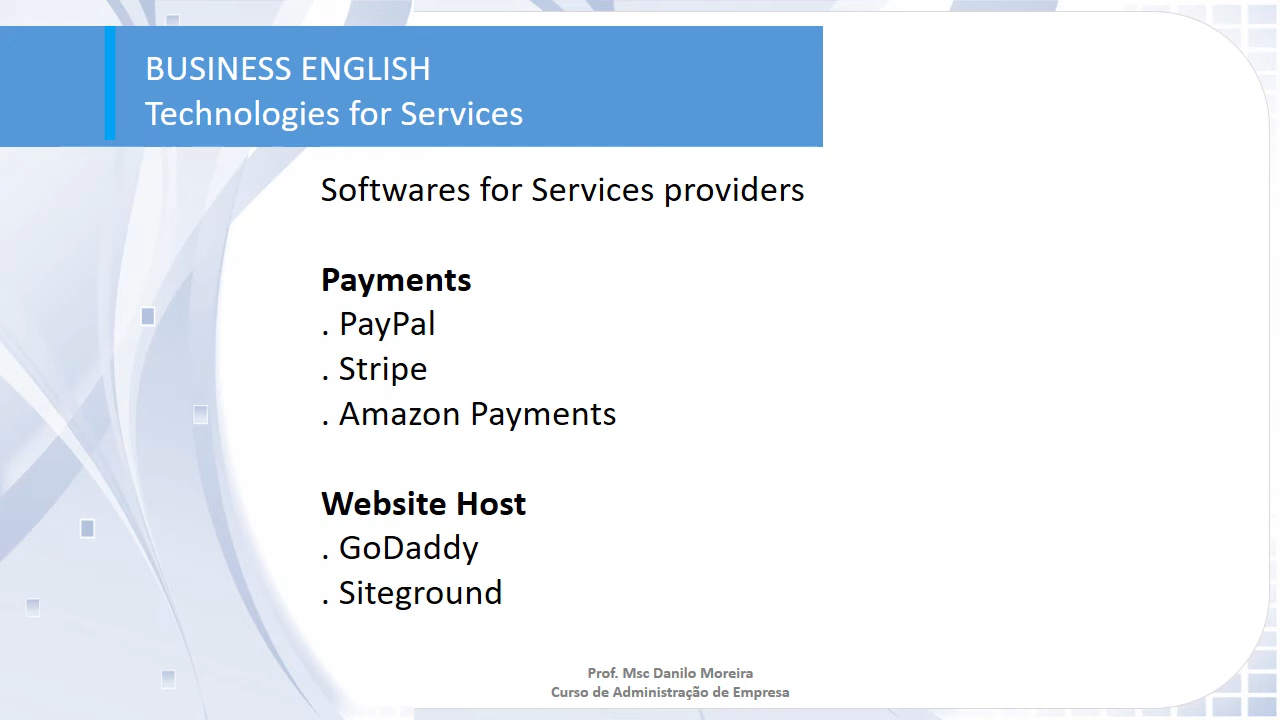 BUSINESS ENGLISH
Technologies for Services
Softwares for Services providers
Payments
. PayPal
. Stripe
. Amazon Payments
Website Host
. GoDaddy
. Siteground
Prof. Msc Danilo Moreira
Curso de Administração de Empresa